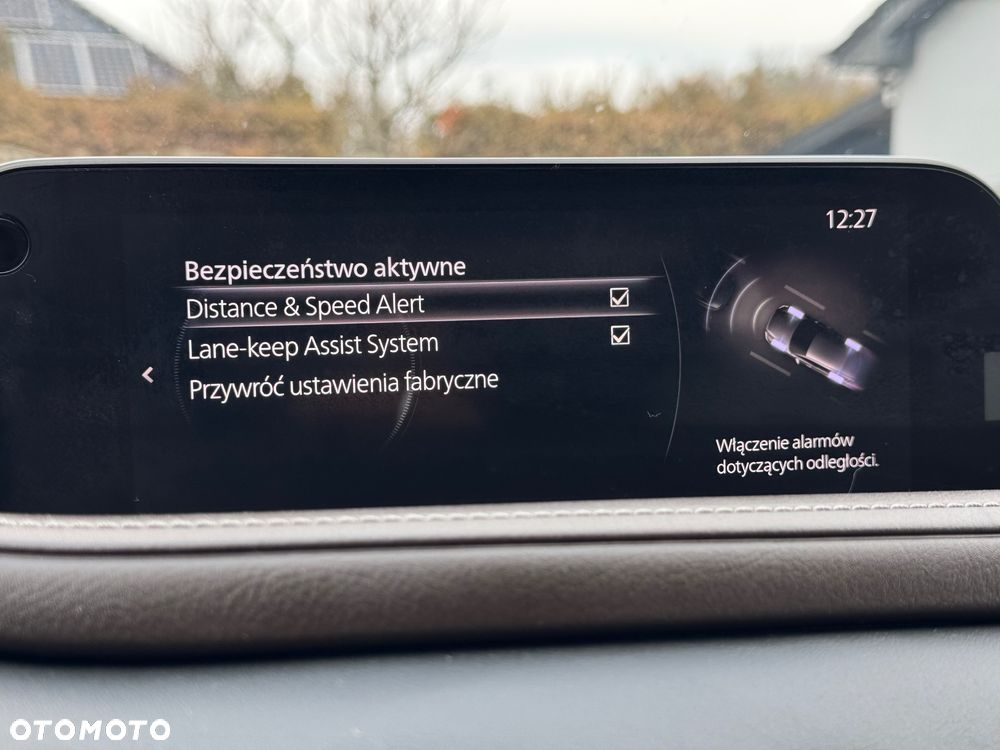 12:27
Bezpieczeństwo aktywne
Distance & Speed Alert
Lane-keep Assist System
Przywróć ustawienia fabryczne
Włączenie alarmów
dotyczących odległości.
OTOMOTO